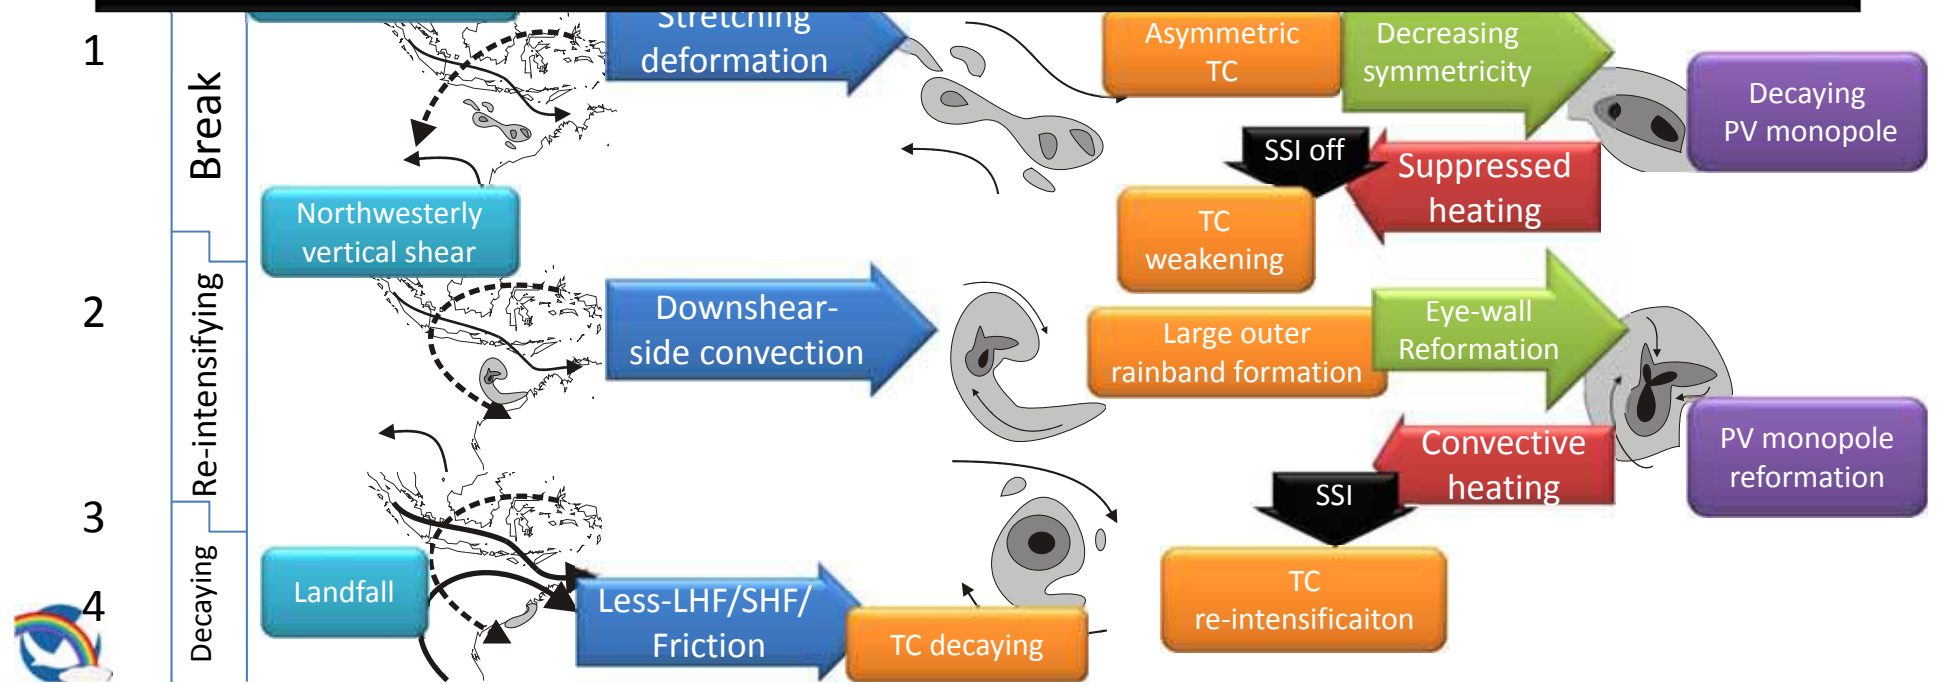 1
Break
Stretching
deformation
Asymmetric
TC
Decreasing
symmetricity
Decaying
PV monopole
SSI off
Suppressed
heating
TC
weakening
Northwesterly
vertical shear
2
Re-intensifying
Downshear-
side convection
Large outer
rainband formation
Eye-wall
Reformation
PV monopole
reformation
Convective
heating
SSI
TC
re-intensificaiton
3
4
Decaying
Landfall
Less-LHF/SHF/
Friction
TC decaying